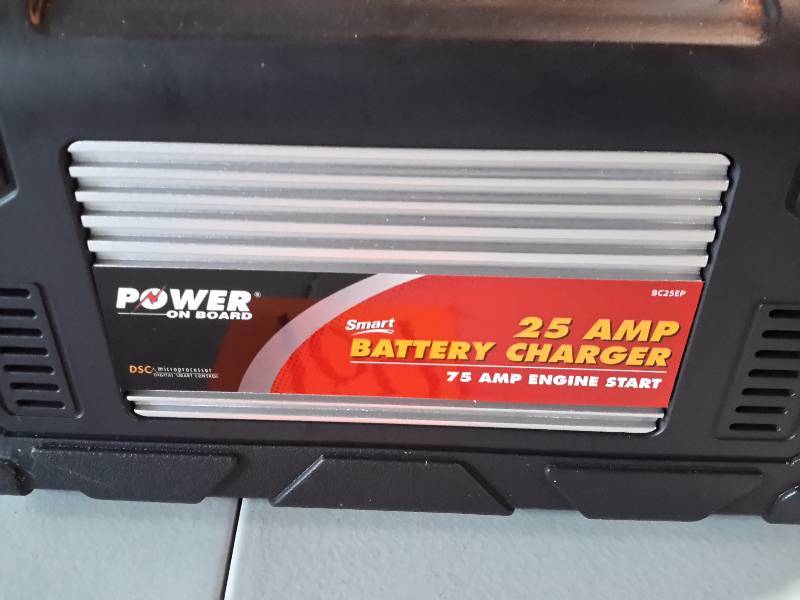 BC25EP
POWER®
ON BOARD
Smart
25 AMP
BATTERY CHARGER
DSC microprocessor
DIGITAL SMART CONTROL
75 AMP ENGINE START